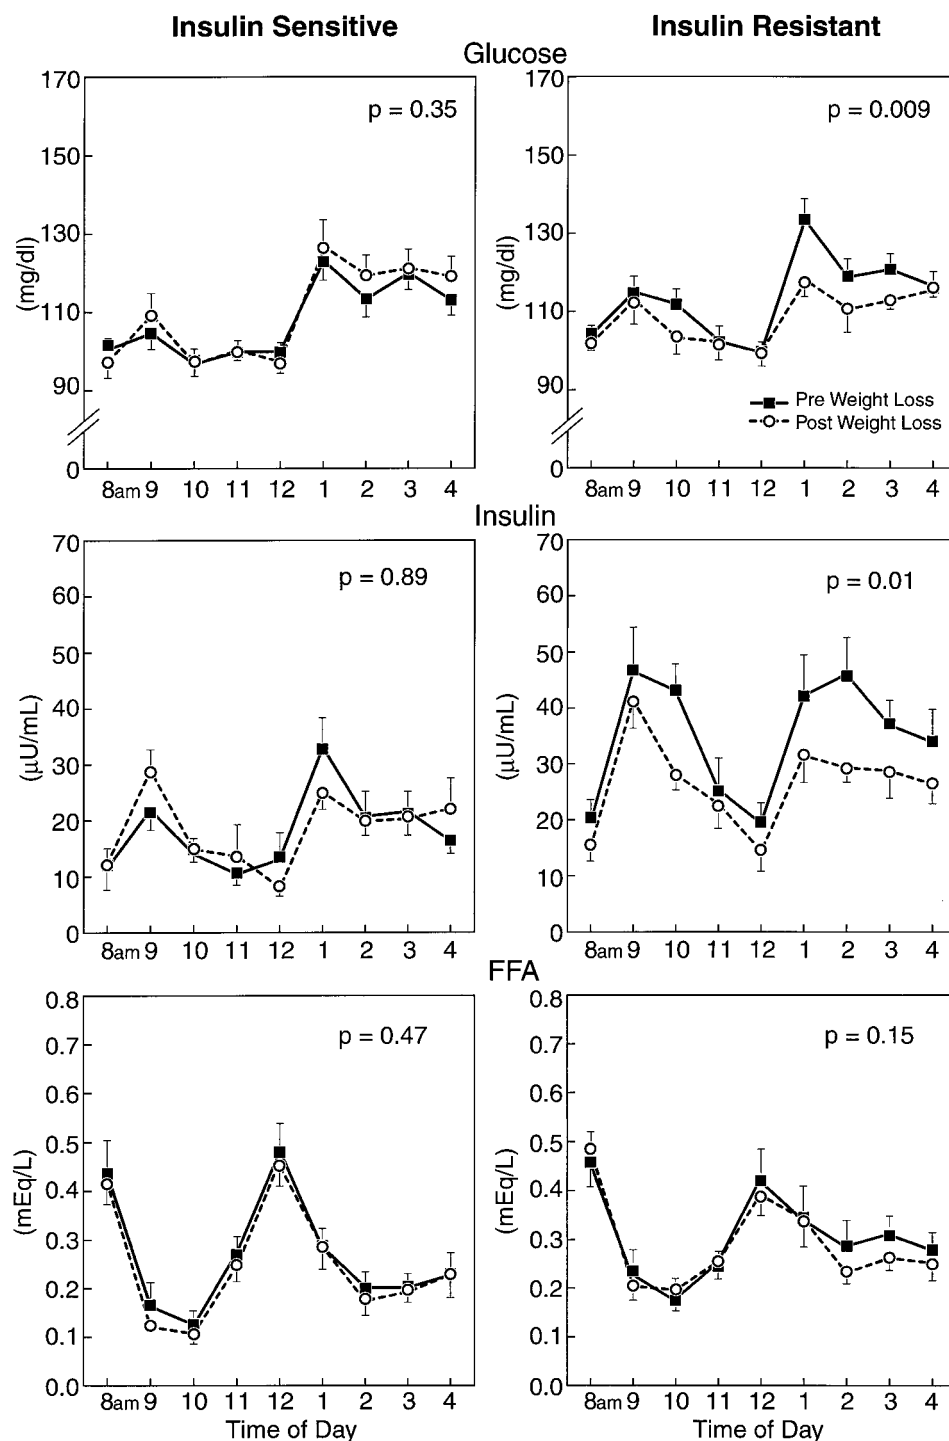 Insulin Sensitive Insulin Resistant
Glucose
170 170
p = 0.35 p = 0.009
150 150
130 130
(mg/dl) (mg/dl)
110 110
90 90
Pre Weight Loss
Post Weight Loss
0 0
8am 9 10 11 12 1 2 3 4 8am 9 10 11 12 1 2 3 4
Insulin
70 70
p = 0.89 p = 0.01
60 60
50 50
40 40
(µU/mL) (µU/mL)
30 30
20 20
10 10
0 0
8am 9 10 11 12 1 2 3 4 8am 9 10 11 12 1 2 3 4
FFA
0.8 0.8
p = 0.47 p = 0.15
0.7 0.7
0.6 0.6
0.5 0.5
(mEq/L) (mEq/L)
0.4 0.4
0.3 0.3
0.2 0.2
0.1 0.1
0.0 0.0
8am 9 10 11 12 1 2 3 4 8am 9 10 11 12 1 2 3 4
Time of Day Time of Day